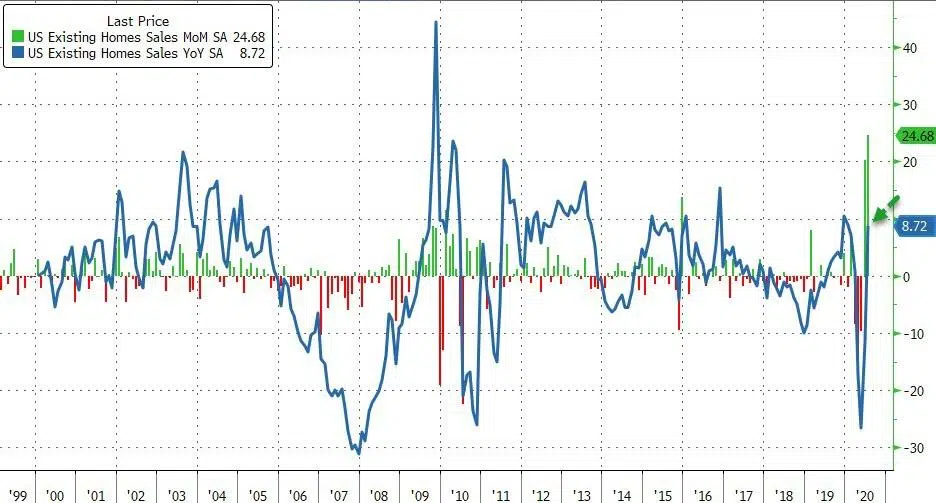 Last Price
US Existing Homes Sales MoM SA 24.68
US Existing Homes Sales YoY SA 8.72
40
30
24.68
20
8.72
0
-10
-20
-30
'99 '00 '01 '02 '03 '04 '05 '06 '07 '08 '09 '10 '11 '12 '13 '14 '15 '16 '17 '18 '19 '20